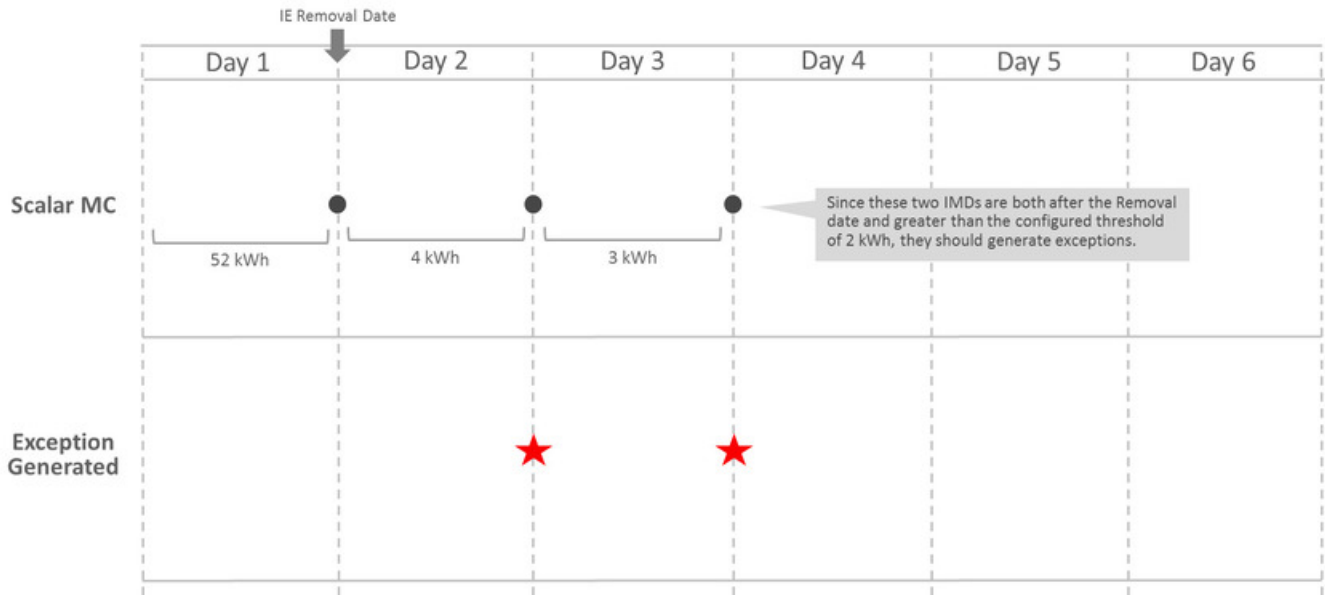 IE Removal Date
Day 1 Day 2 Day 3 Day 4 Day 5 Day 6
Scalar MC
Since these two IMDs are both after the Removal
date and greater than the configured threshold
of 2 kWh, they should generate exceptions.
52 kWh 4 kWh 3 kWh
Exception
Generated